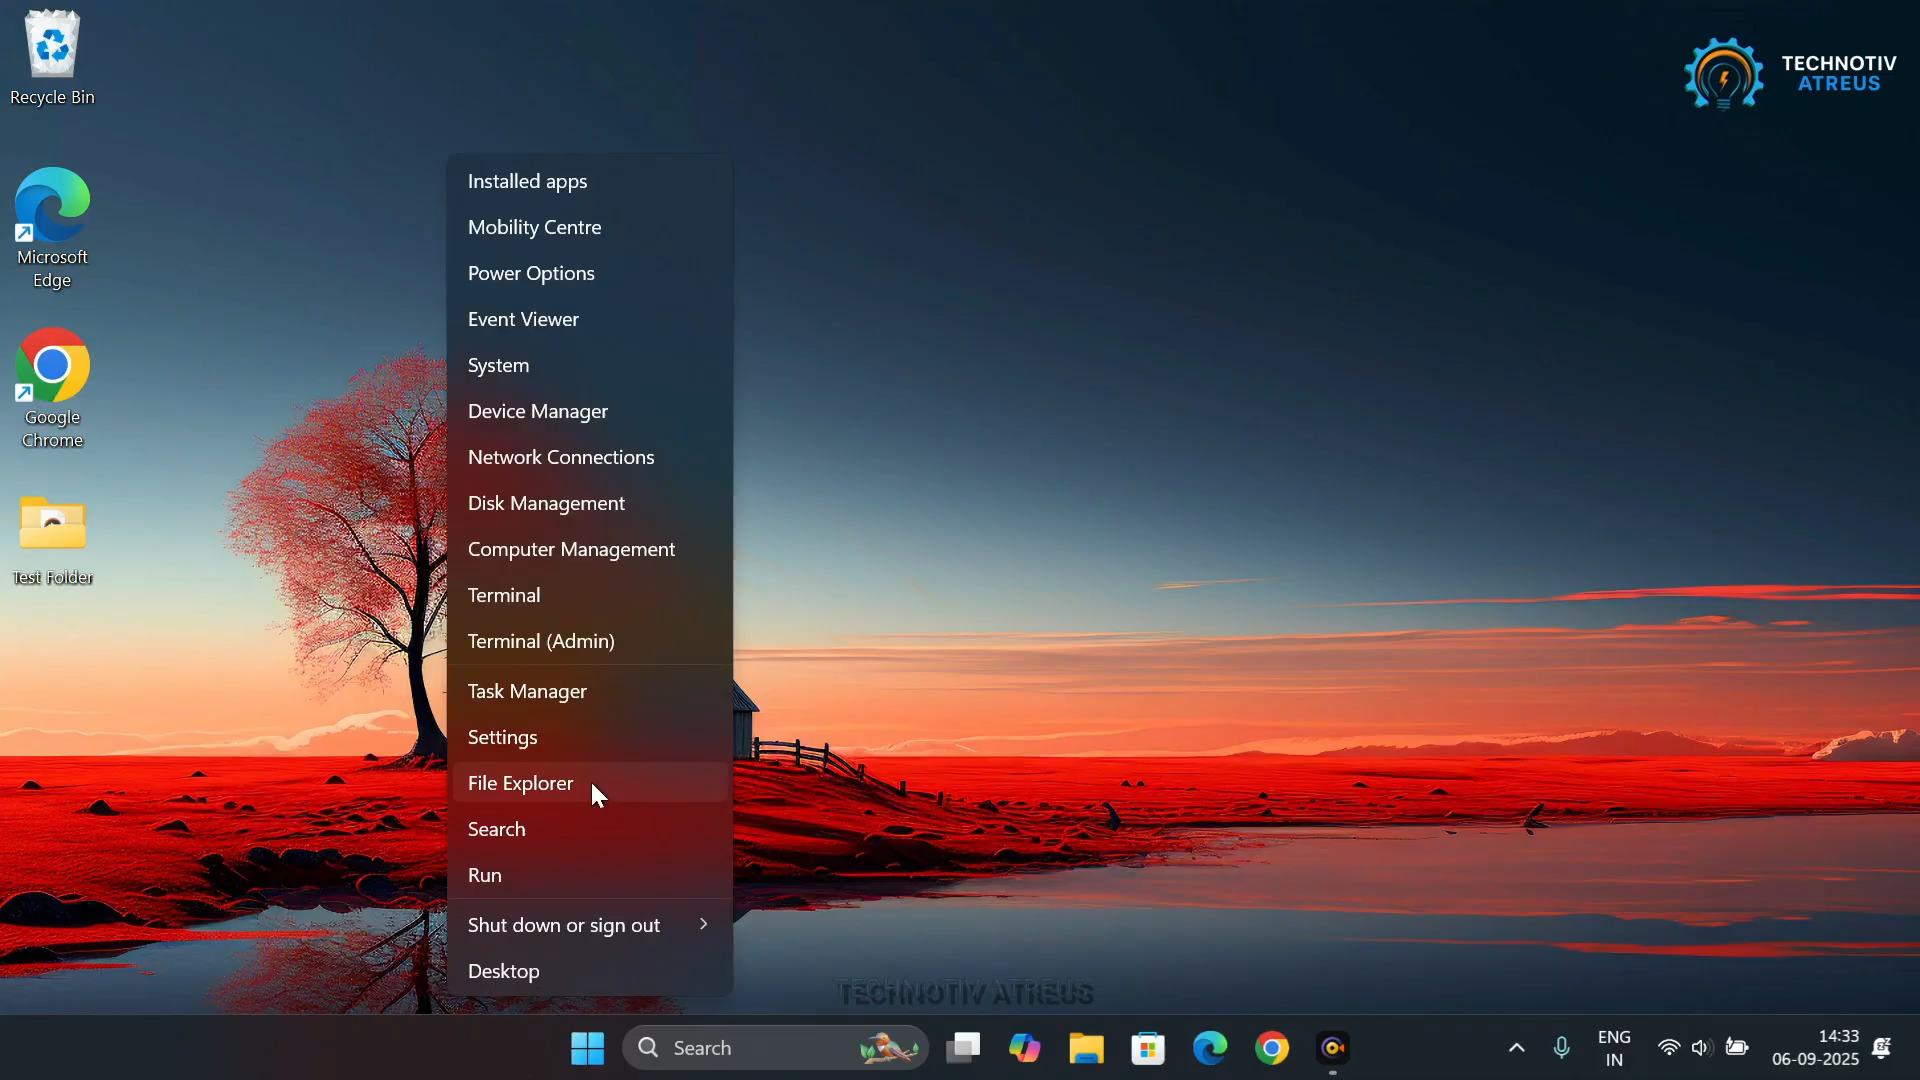 Recycle Bin
Microsoft
Edge
Google
Chrome
Test Folder
TECHNOTIV
ATREUS
Installed apps
Mobility Centre
Power Options
Event Viewer
System
Device Manager
Network Connections
Disk Management
Computer Management
Terminal
Terminal (Admin)
Task Manager
Settings
File Explorer
Search
Run
Shut down or sign out
Desktop
TECHNOTIV ATREUS
Search
ENG
IN
14:33
06-09-2025